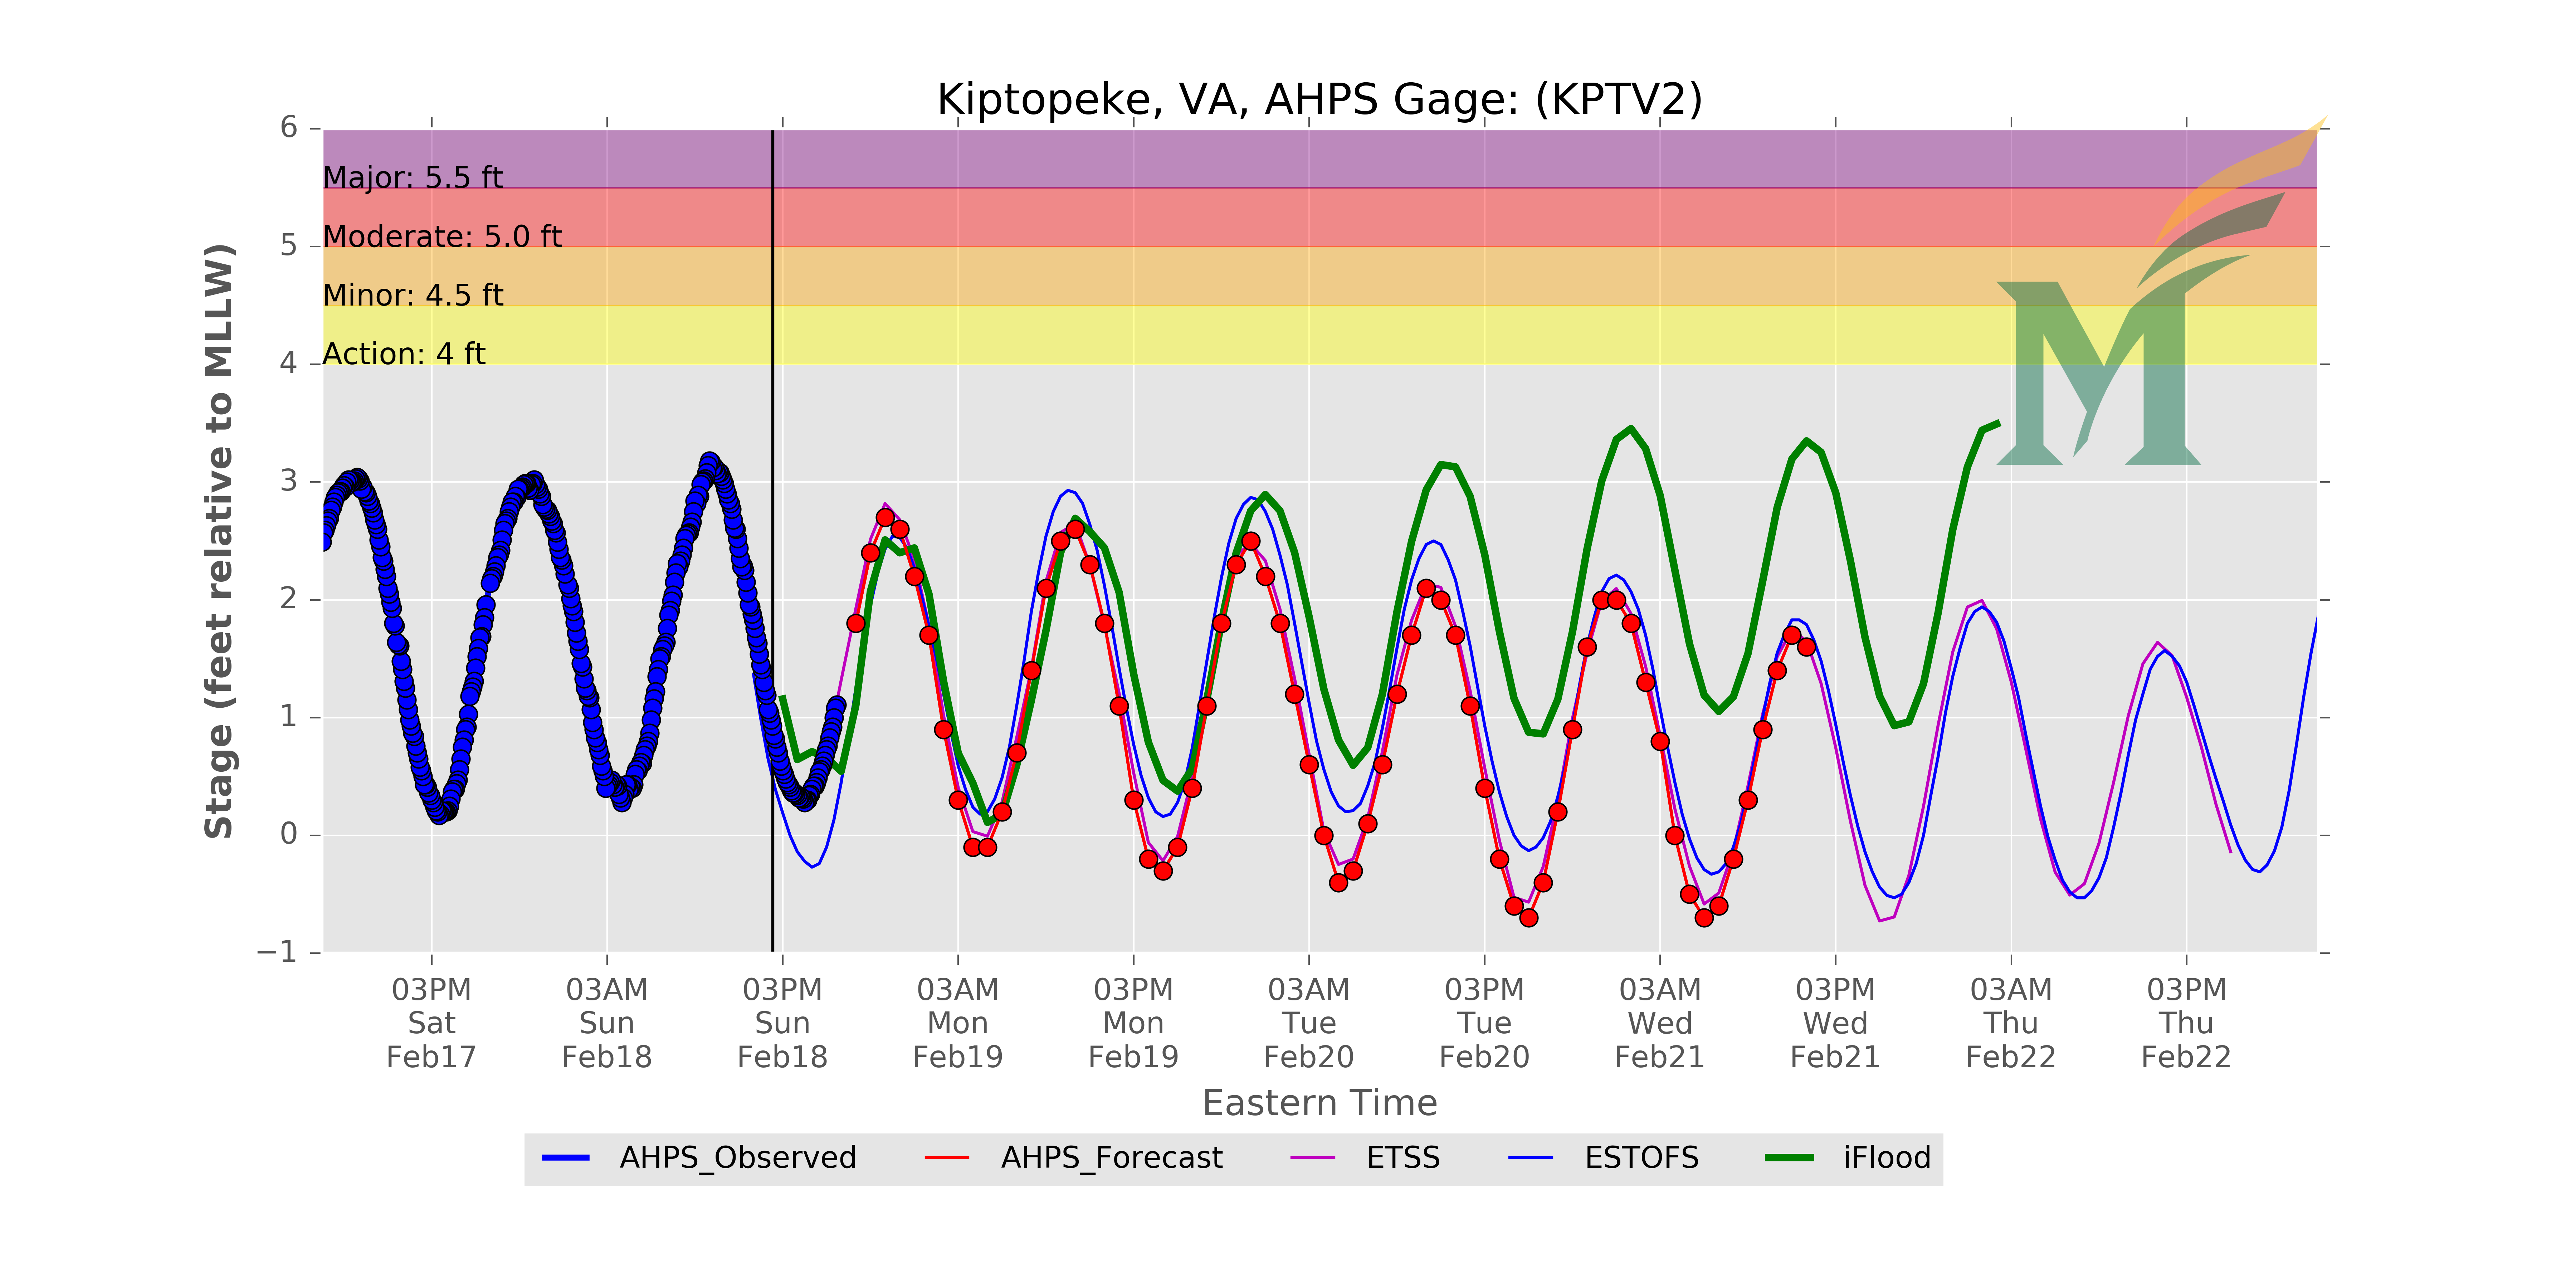 Kiptopeke, VA, AHPS Gage: (KPTV2)
Stage (feet relative to MLLW)
6
5
4
3
2
1
0
−1
Major: 5.5 ft
Moderate: 5.0 ft
Minor: 4.5 ft
Action: 4 ft
M
03PM Sat Feb17
03AM Sun Feb18
03PM Sun Feb18
03AM Mon Feb19
03PM Mon Feb19
03AM Tue Feb20
03PM Tue Feb20
03AM Wed Feb21
03PM Wed Feb21
03AM Thu Feb22
03PM Thu Feb22
Eastern Time
AHPS_Observed AHPS_Forecast ETSS ESTOFS iFlood